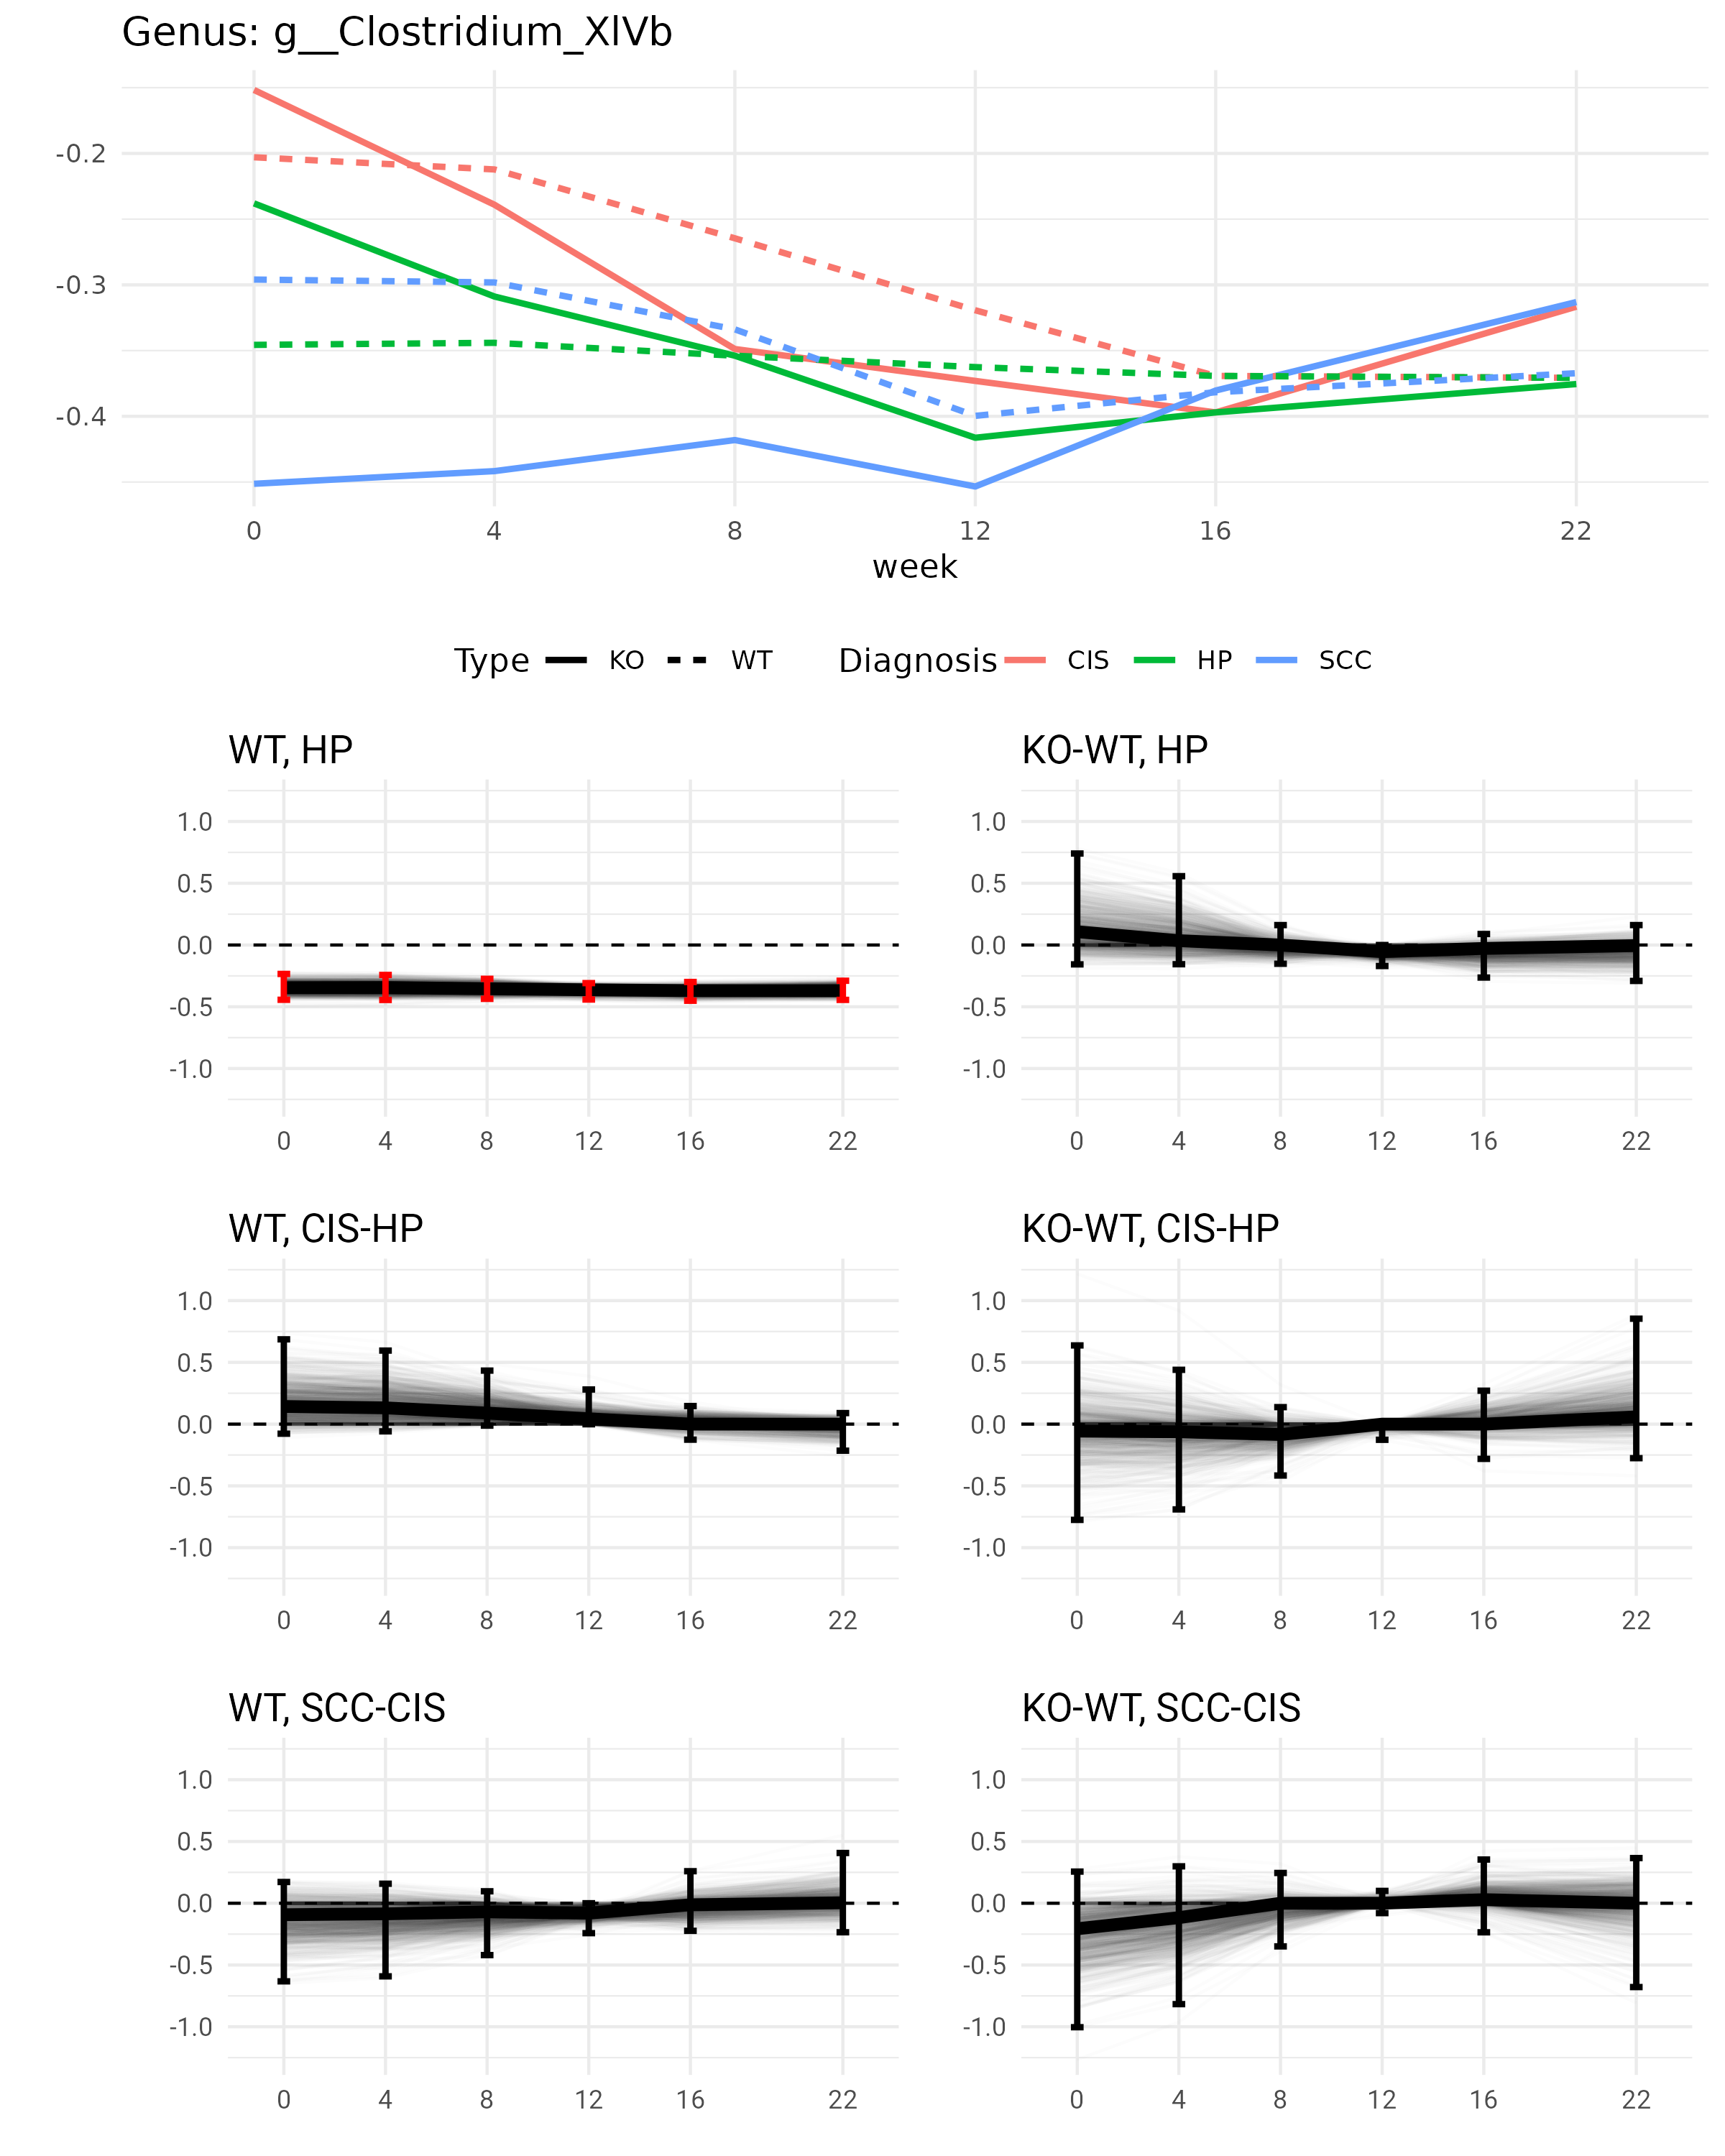 Genus: g__Clostridium_XlVb
-0.2
-0.3
-0.4
0 4 8 12 16 22
week
Type KO WT Diagnosis CIS HP SCC
WT, HP KO-WT, HP
1.0 1.0
0.5 0.5
0.0 0.0
-0.5 -0.5
-1.0 -1.0
0 4 8 12 16 22 0 4 8 12 16 22
WT, CIS-HP KO-WT, CIS-HP
1.0 1.0
0.5 0.5
0.0 0.0
-0.5 -0.5
-1.0 -1.0
0 4 8 12 16 22 0 4 8 12 16 22
WT, SCC-CIS KO-WT, SCC-CIS
1.0 1.0
0.5 0.5
0.0 0.0
-0.5 -0.5
-1.0 -1.0
0 4 8 12 16 22 0 4 8 12 16 22